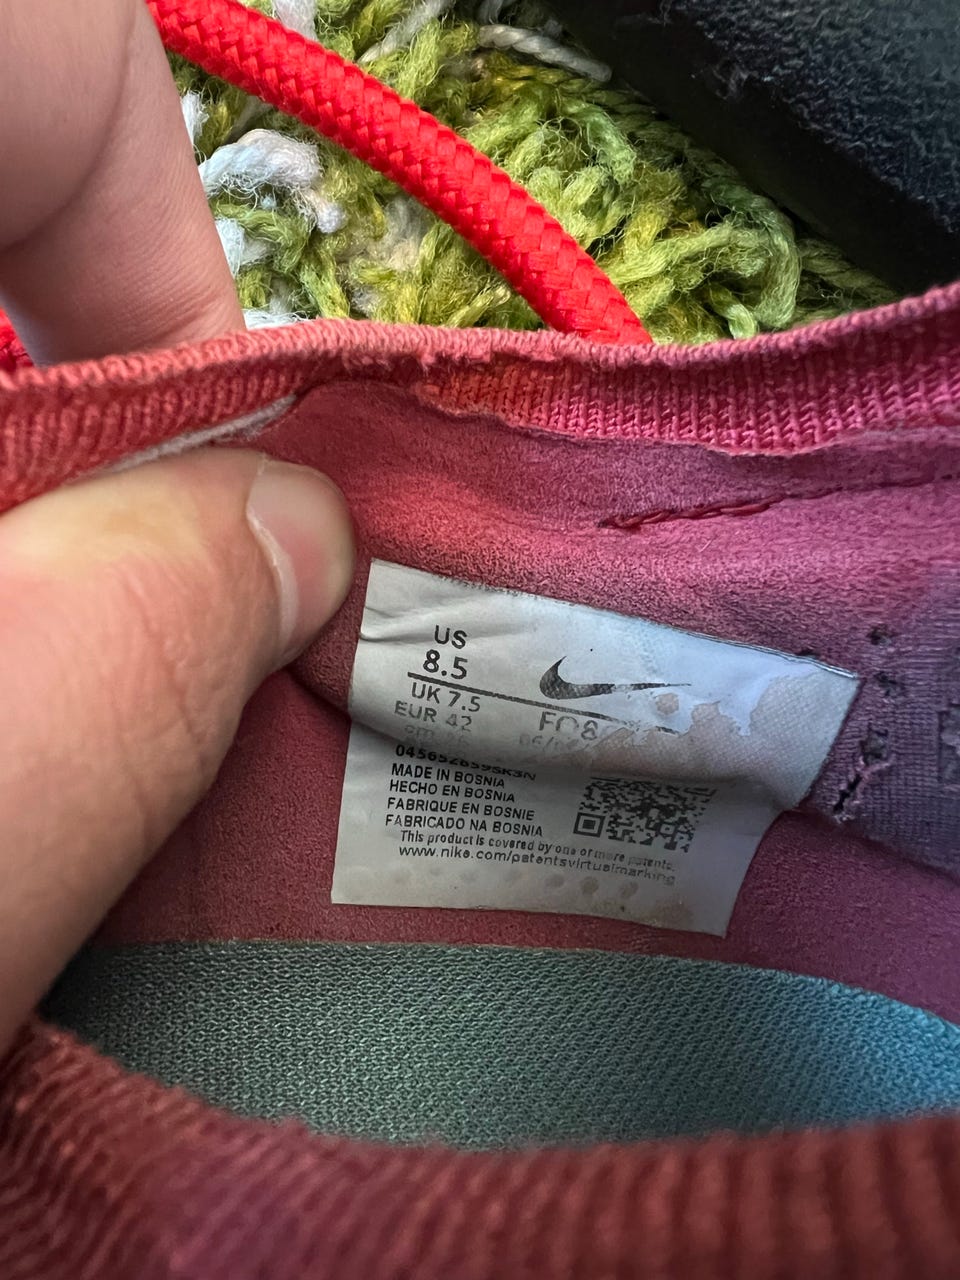 US
8.5
UK 7.5
EUR 42
MADE IN BOSNIA
HECHO EN BOSNIA
FABRIQUE EN BOSNIE
FABRICADO NA BOSNIA
This product is covered by one or more patents.
www.nike.com/patentsvirtualmarking